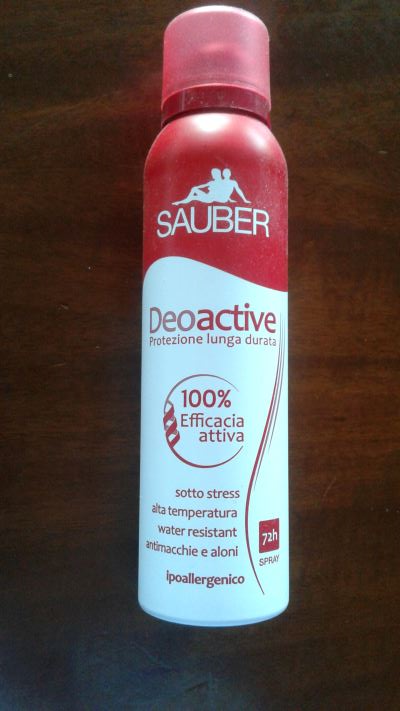 SAUBER
Deoactive
Protezione lunga durata
100%
Efficacia
attiva
sotto stress
alta temperatura
water resistant
antimacchie e aloni
72h
SPRAY
ipoallergenico